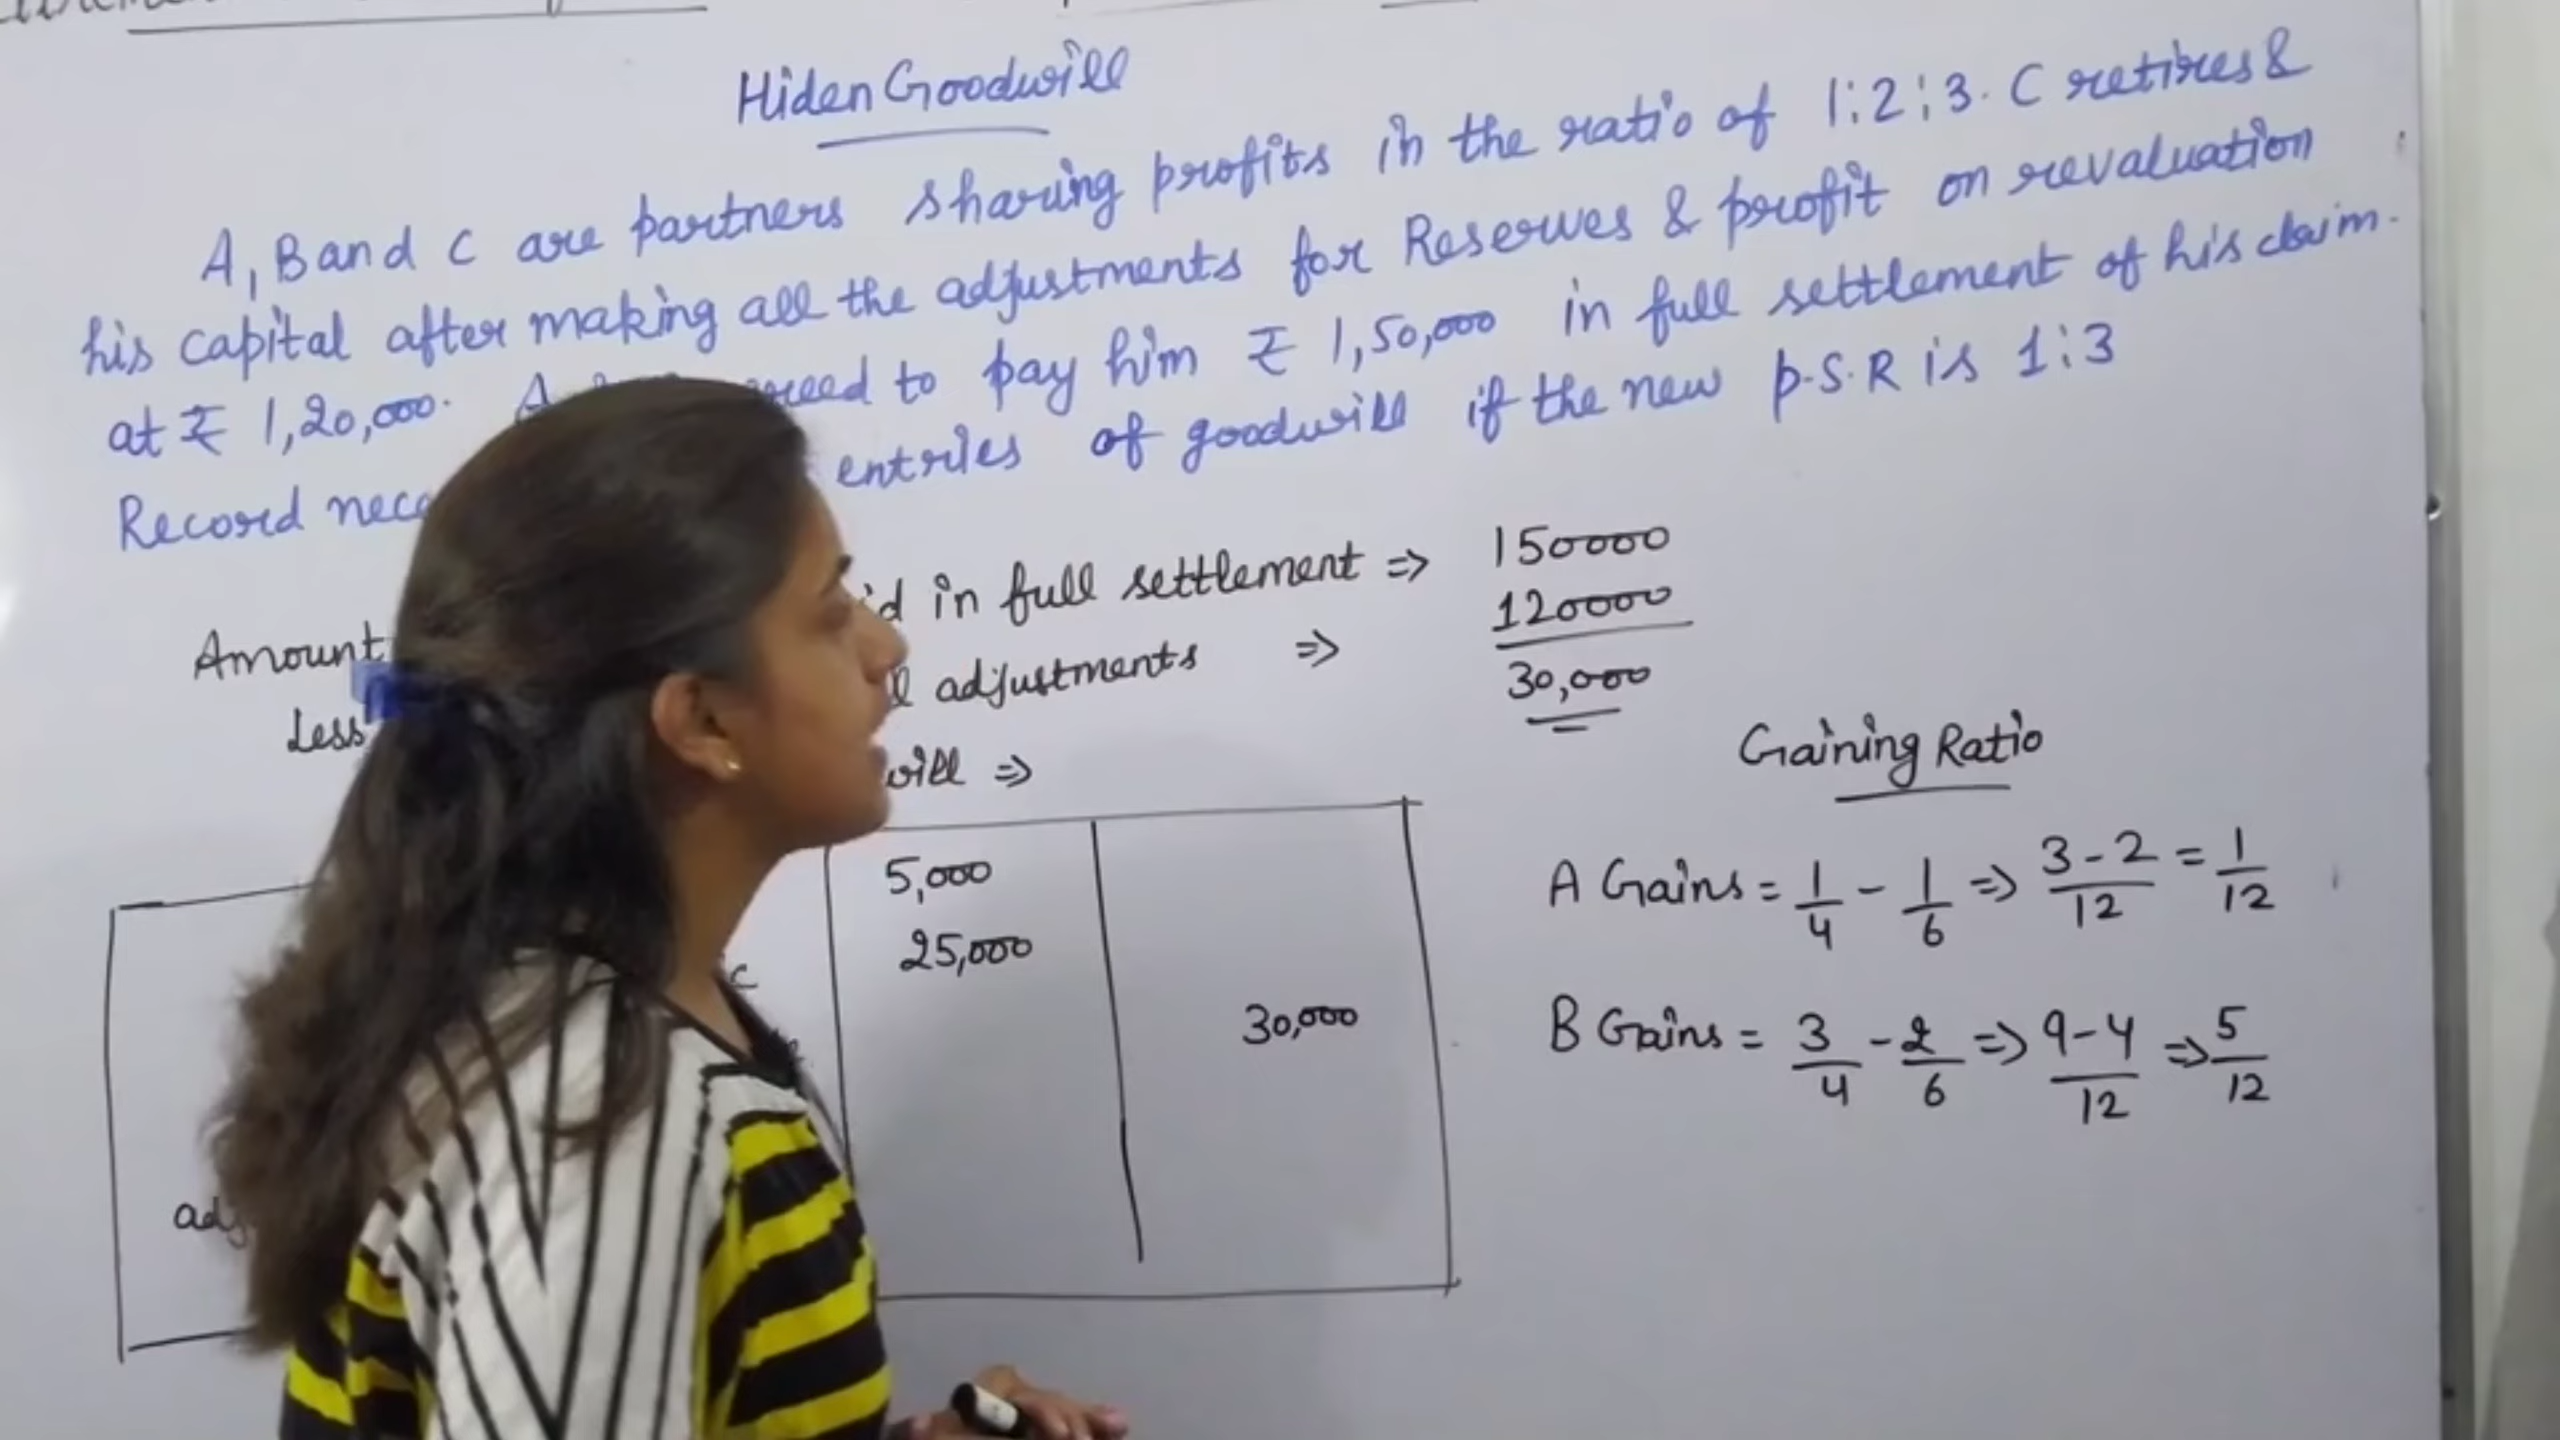 Hiden Goodwill
A, B and C are partners sharing profits in the ratio of 1:2:3. C retires &
his capital after making all the adjustments for Reserves & profit on revaluation
at ₹ 1,20,000. A to pay him ₹ 1,50,000 in full settlement of his claim.
Record entries of goodwill if the new p.S.R is 1:3
Amount in full settlement => 150000
Less adjustments => 120000
30,000
=>
Gaining Ratio
5,000
25,000
30,000
A Gains = 1/4 - 1/6 => 3-2/12 = 1/12
B Gains = 3/4 - 2/6 => 9-4/12 => 5/12